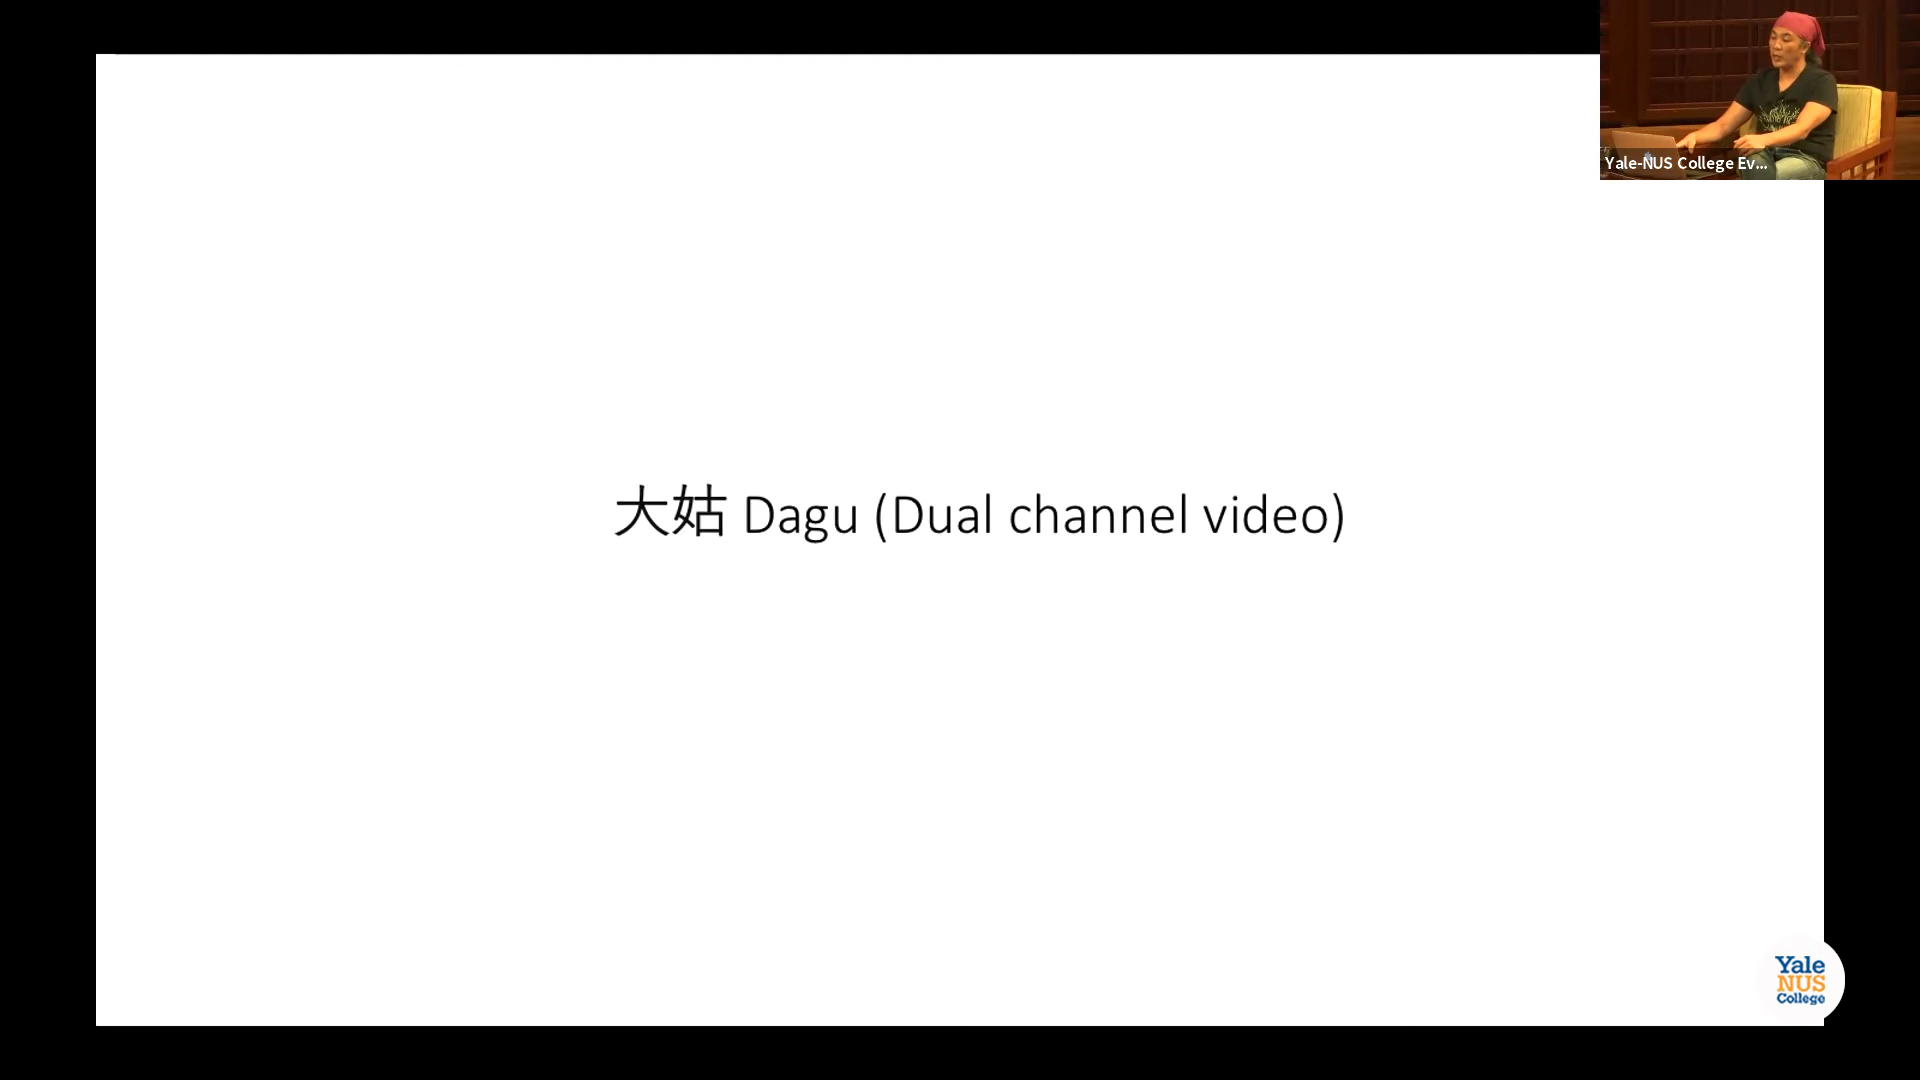 Yale-NUS College Ev...
大姑 Dagu (Dual channel video)
Yale
NUS
College